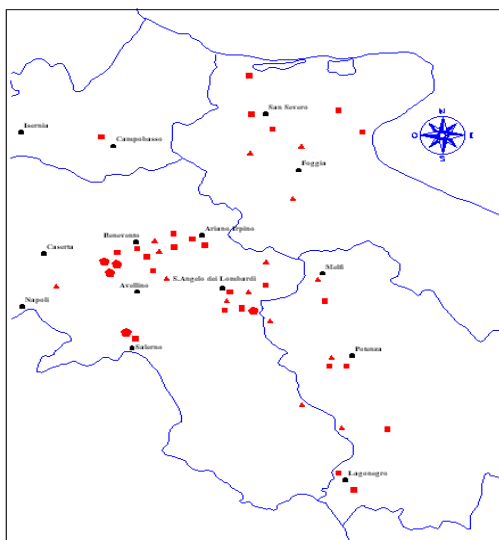 San Severo
Isernia
Campobasso
N
O E
S
Foggia
Benevento
Ariano Irpino
Caserta
Melfi
S.Angelo dei Lombardi
Avellino
Napoli
Salerno
Potenza
Lagonegro